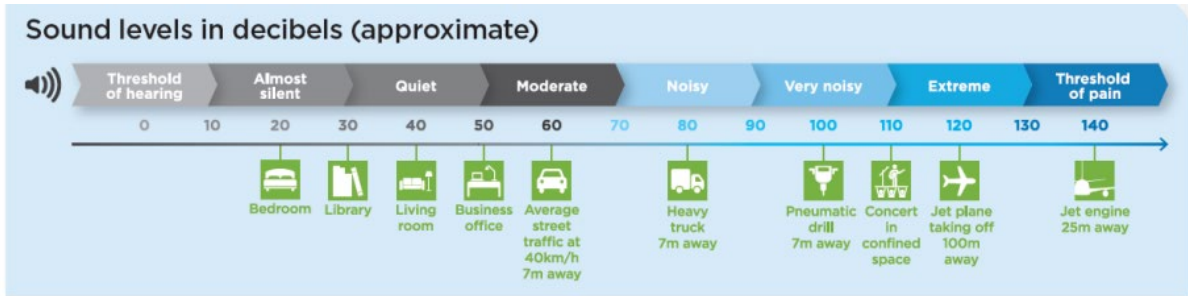 Sound levels in decibels (approximate)
Threshold of hearing
Almost silent
Quiet
Moderate
Noisy
Very noisy
Extreme
Threshold of pain
0 10 20 30 40 50 60 70 80 90 100 110 120 130 140
Bedroom
Library
Living
room
Business
office
Average
street
traffic at
40km/h
7m away
Heavy
truck
7m away
Pneumatic
drill
7m away
Concert
in
confined
space
Jet plane
taking off
100m
away
Jet engine
25m away